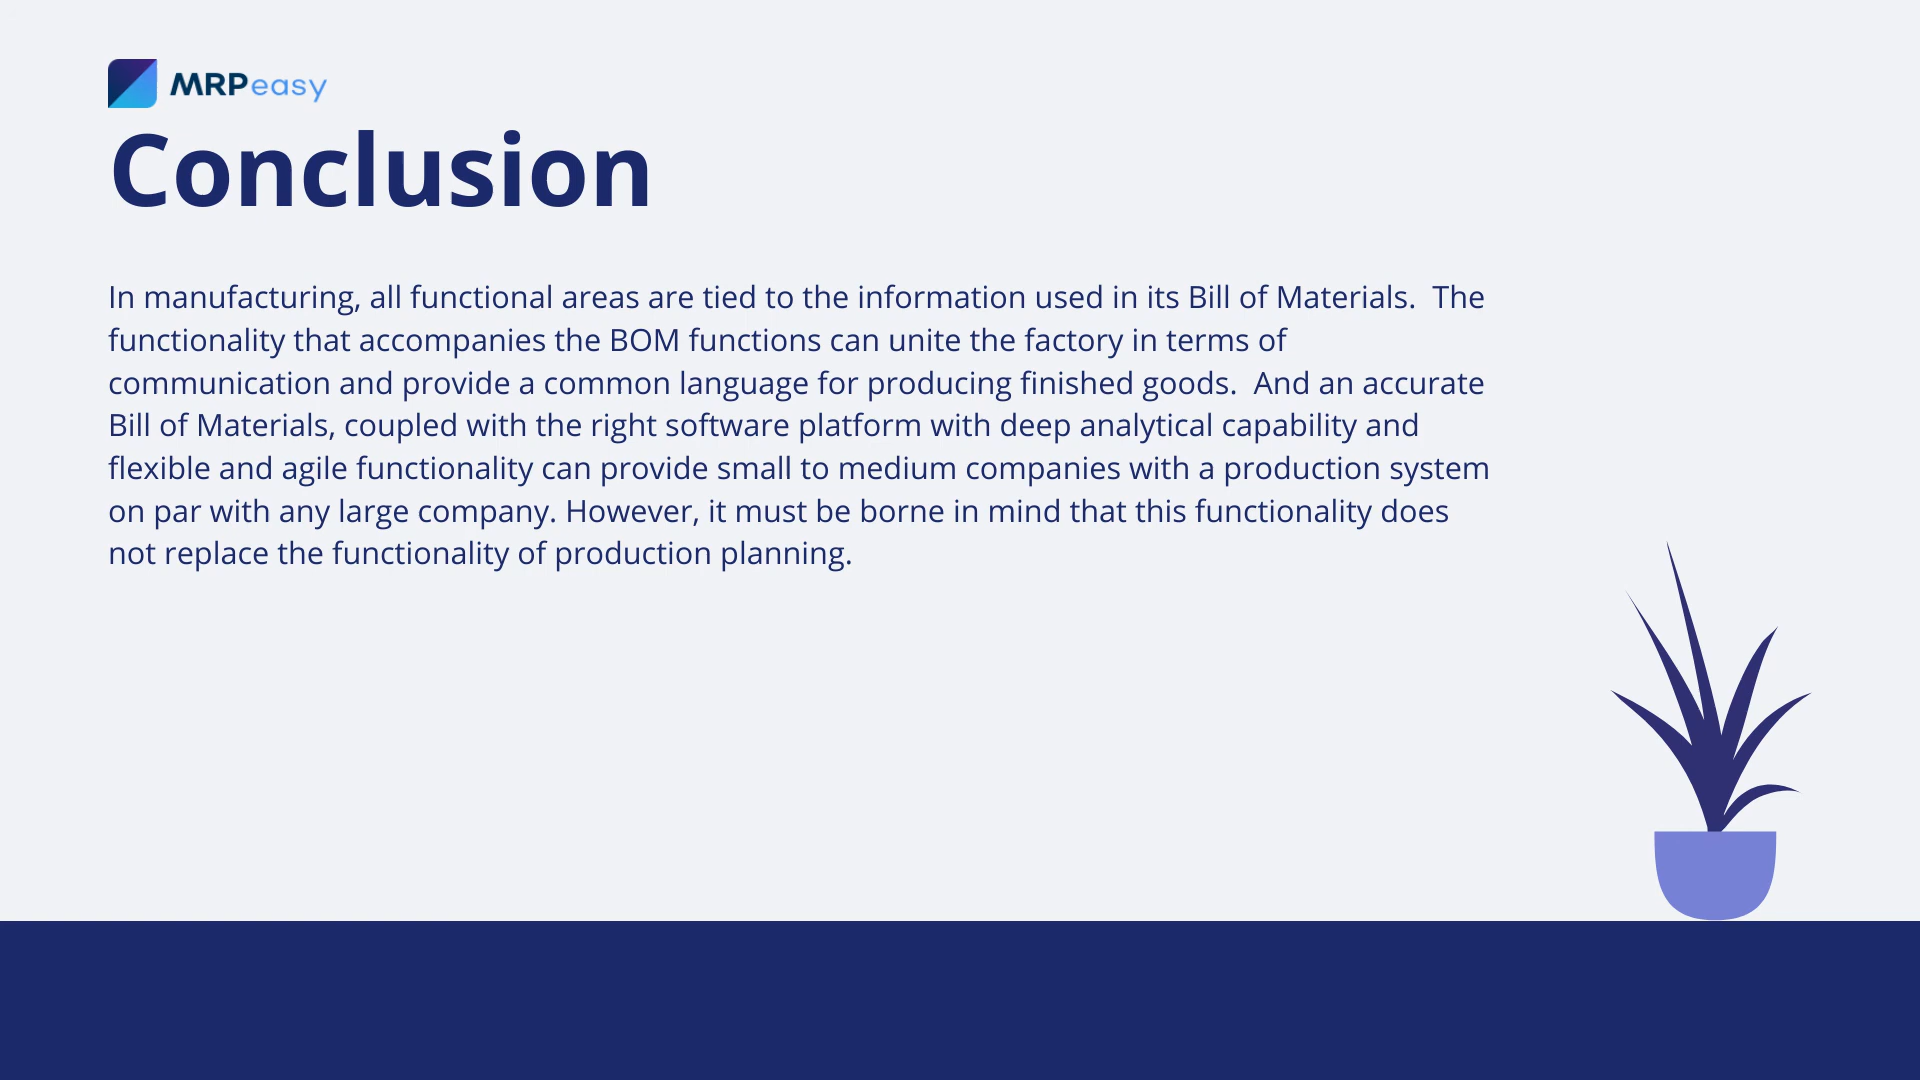 MRPeasy
Conclusion
In manufacturing, all functional areas are tied to the information used in its Bill of Materials.  The
functionality that accompanies the BOM functions can unite the factory in terms of
communication and provide a common language for producing finished goods.  And an accurate
Bill of Materials, coupled with the right software platform with deep analytical capability and
flexible and agile functionality can provide small to medium companies with a production system
on par with any large company. However, it must be borne in mind that this functionality does
not replace the functionality of production planning.